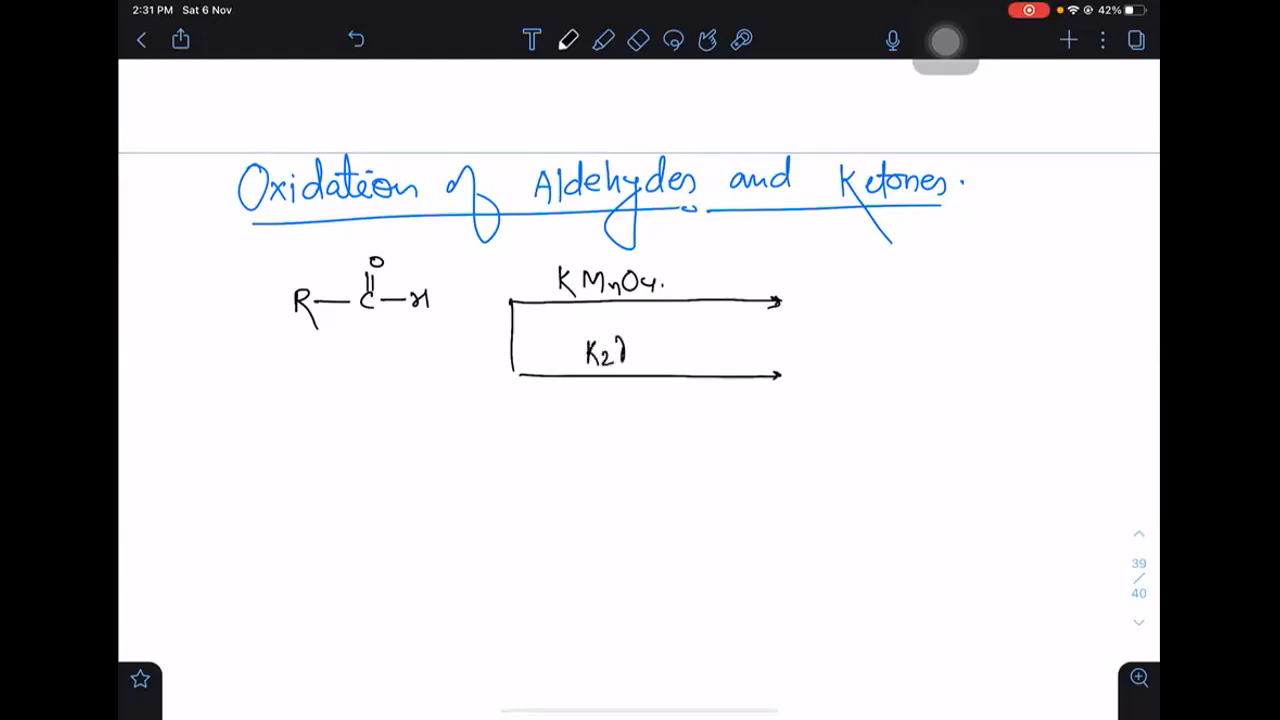 2:31 PM Sat 6 Nov
42%
Oxidation of Aldehydes and Ketones.
O
R—C—H
KMnO4.
K2
39
/
40